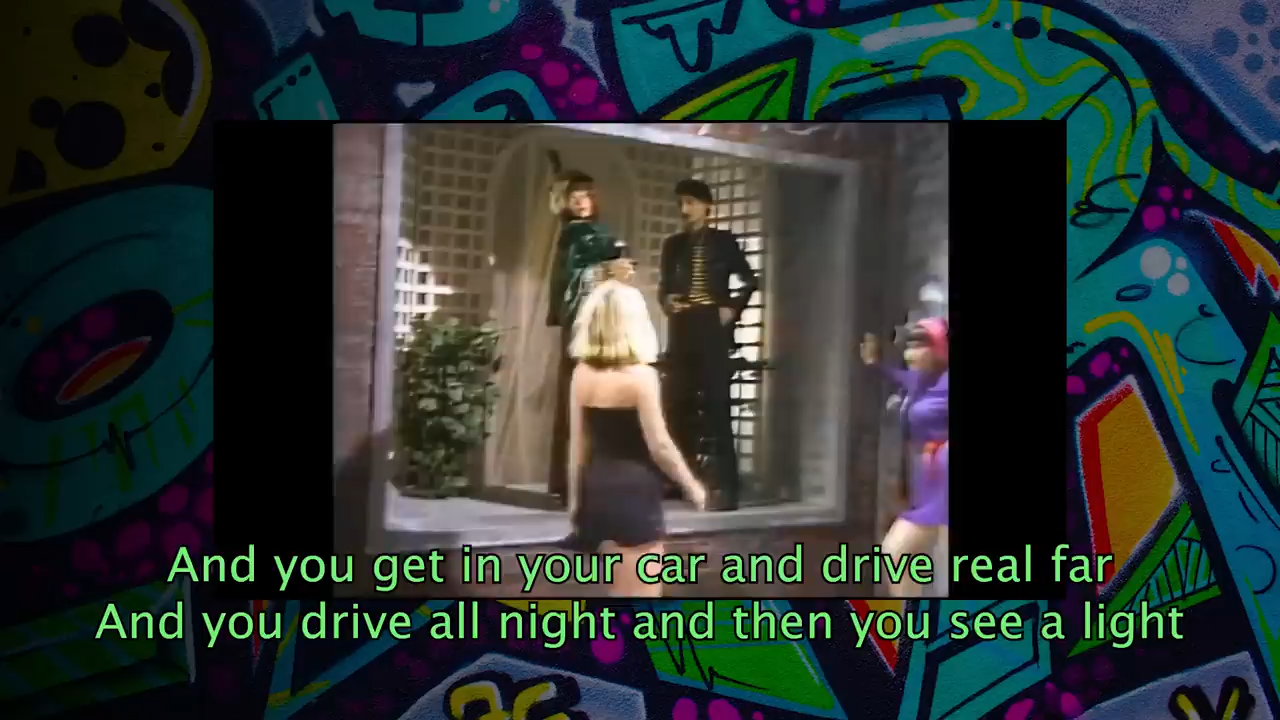 And you get in your car and drive real far
And you drive all night and then you see a light